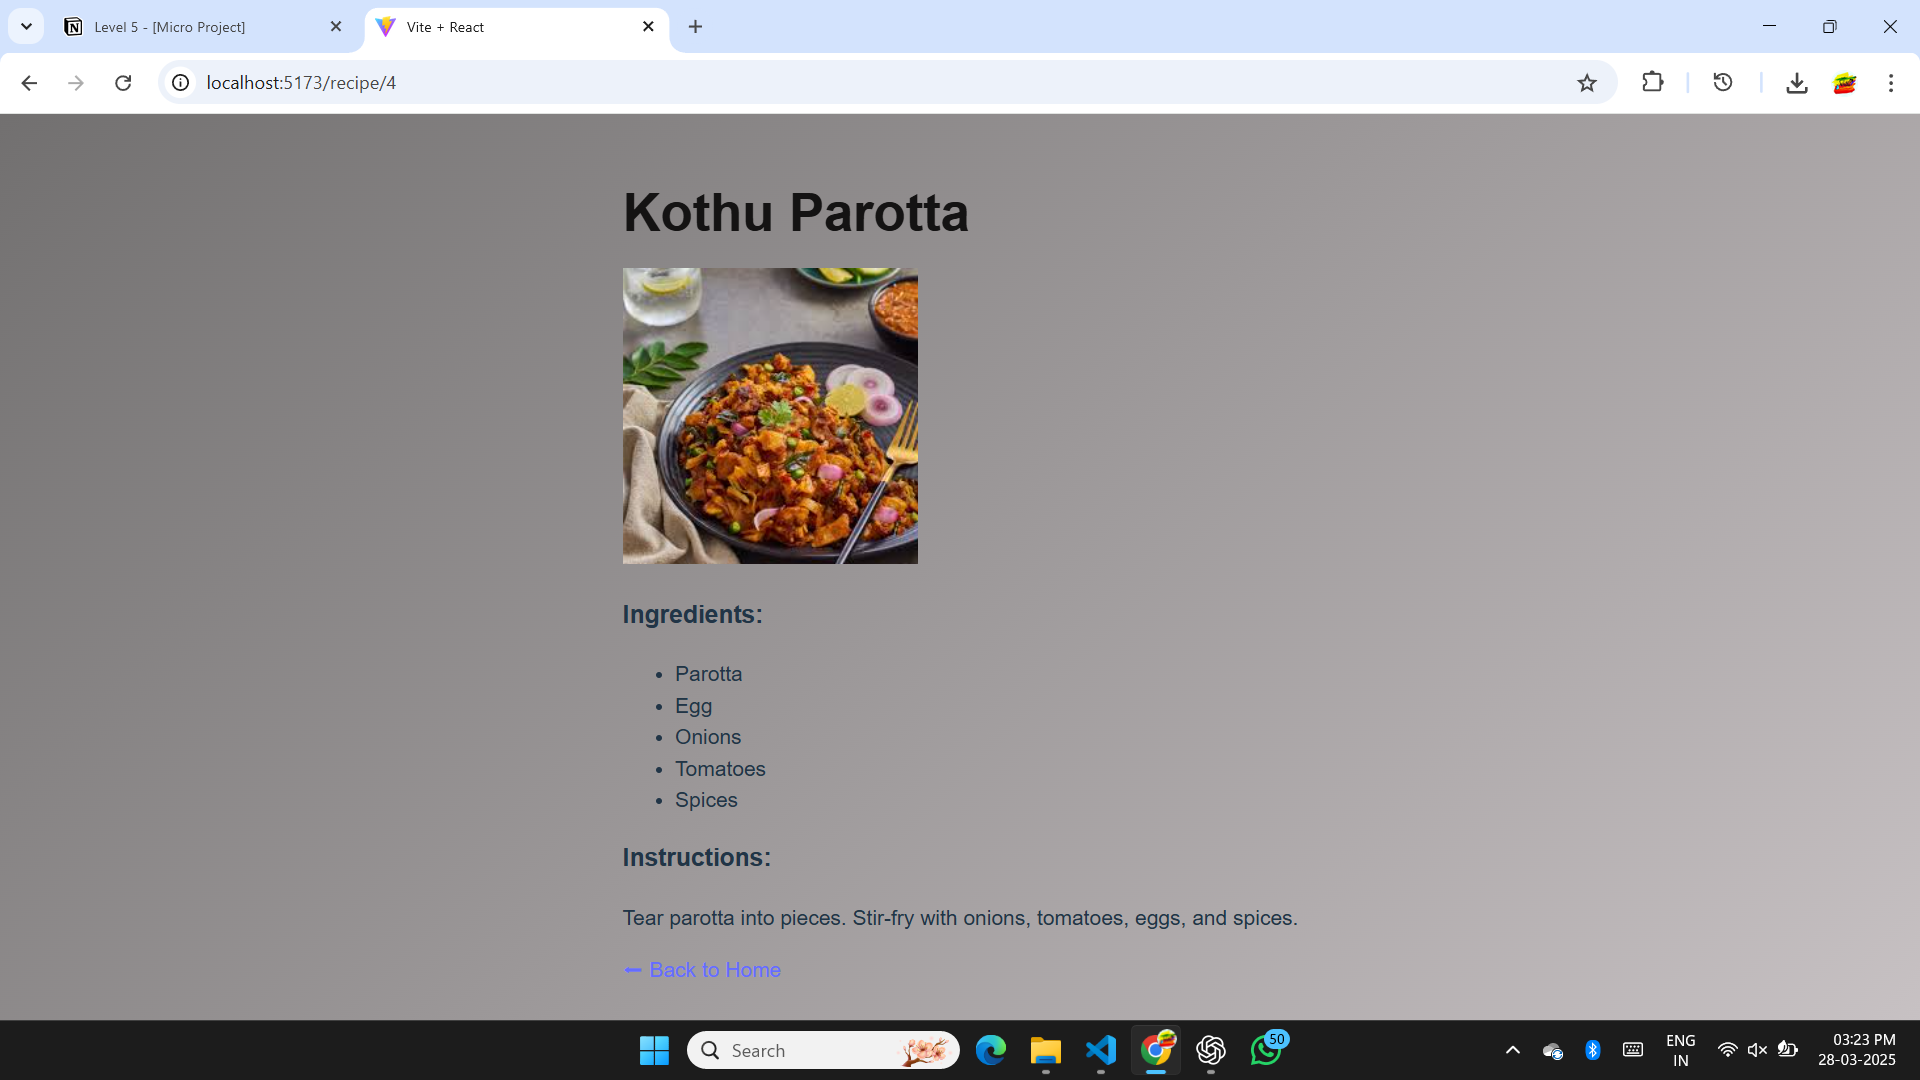 Level 5 - [Micro Project]
Vite + React
localhost:5173/recipe/4
Kothu Parotta
Ingredients:
• Parotta
• Egg
• Onions
• Tomatoes
• Spices
Instructions:
Tear parotta into pieces. Stir-fry with onions, tomatoes, eggs, and spices.
⬅ Back to Home
Search
50
ENG
IN
03:23 PM
28-03-2025